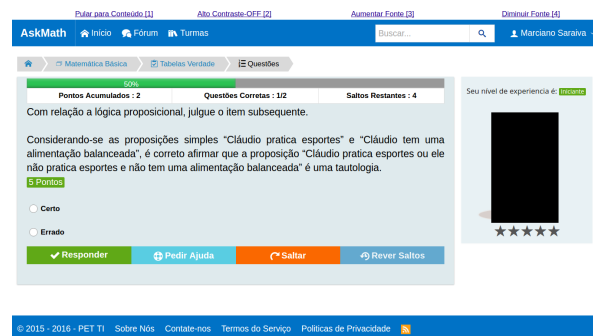 Pular para Conteúdo [1] Alto Contraste-OFF [2] Aumentar Fonte [3] Diminuir Fonte [4]
AskMath Início Fórum Turmas Buscar... Marciano Saraiva
Matemática Básica Tabelas Verdade Questões
50%
Pontos Acumulados : 2 Questões Corretas : 1/2 Saltos Restantes : 4
Com relação a lógica proposicional, julgue o item subsequente.
Considerando-se as proposições simples “Cláudio pratica esportes” e “Cláudio tem uma
alimentação balanceada”, é correto afirmar que a proposição “Cláudio pratica esportes ou ele
não pratica esportes e não tem uma alimentação balanceada” é uma tautologia.
5 Pontos
Certo
Errado
Responder Pedir Ajuda Saltar Rever Saltos
Seu nível de experiencia é: Iniciante
© 2015 - 2016 - PET TI Sobre Nós Contate-nos Termos do Serviço Politicas de Privacidade